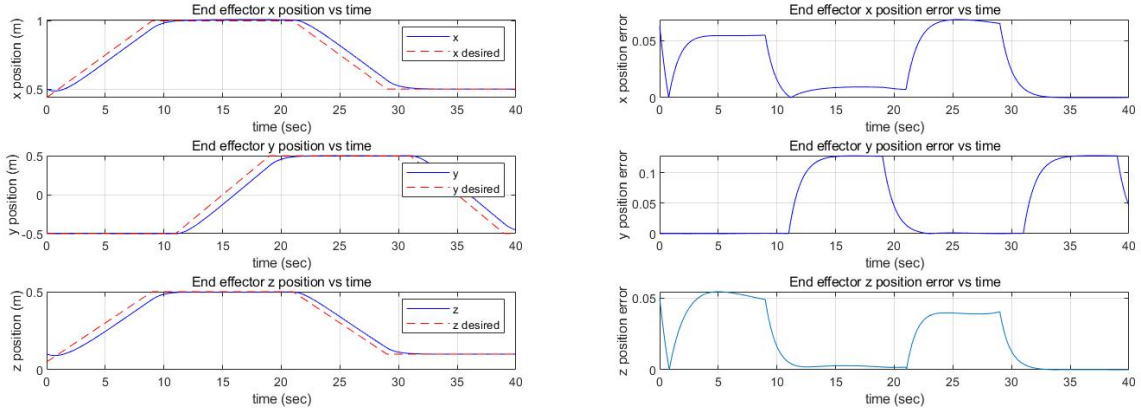 End effector x position vs time
x position (m)
1
0.5
x
x desired
0 5 10 15 20 25 30 35 40
time (sec)
End effector y position vs time
y position (m)
0.5
0
-0.5
y
y desired
0 5 10 15 20 25 30 35 40
time (sec)
End effector z position vs time
z position (m)
0.5
0
z
z desired
0 5 10 15 20 25 30 35 40
time (sec)
End effector x position error vs time
x position error
0.05
0
0 5 10 15 20 25 30 35 40
time (sec)
End effector y position error vs time
y position error
0.1
0.05
0
0 5 10 15 20 25 30 35 40
time (sec)
End effector z position error vs time
z position error
0.05
0
0 5 10 15 20 25 30 35 40
time (sec)